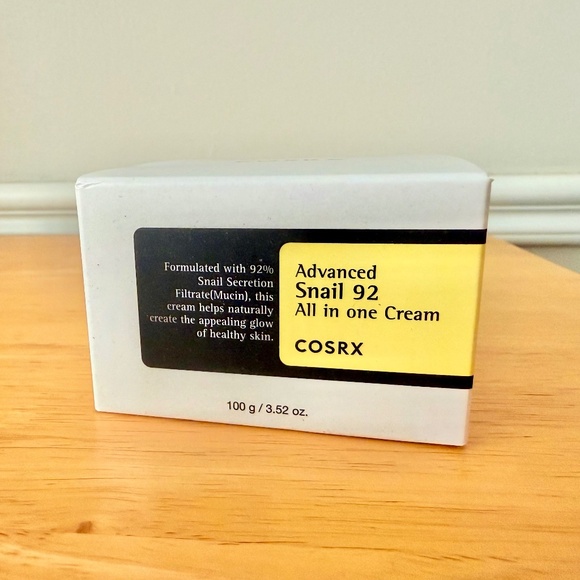 Formulated with 92%
Snail Secretion
Filtrate(Mucin), this
cream helps naturally
create the appealing glow
of healthy skin.
Advanced
Snail 92
All in one Cream
COSRX
100 g / 3.52 oz.